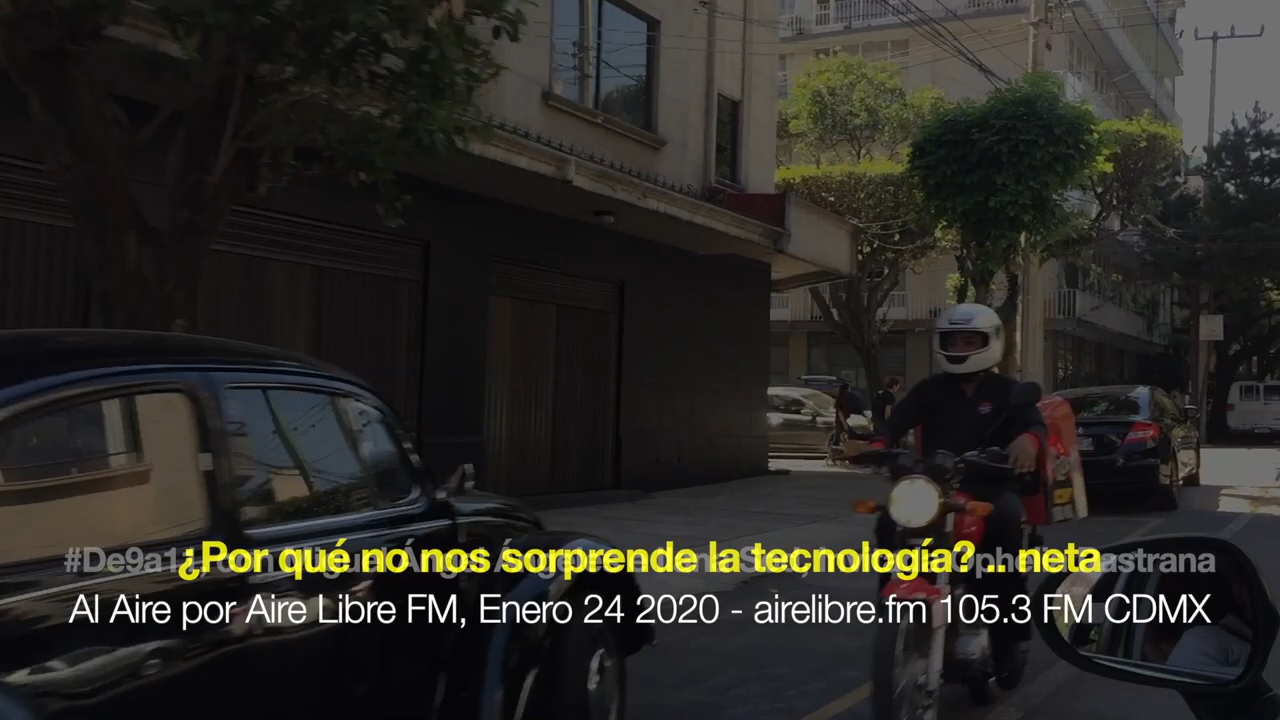 ¿Por qué no nos sorprende la tecnología? ... neta
Al Aire por Aire Libre FM, Enero 24 2020 - airelibre.fm 105.3 FM CDMX